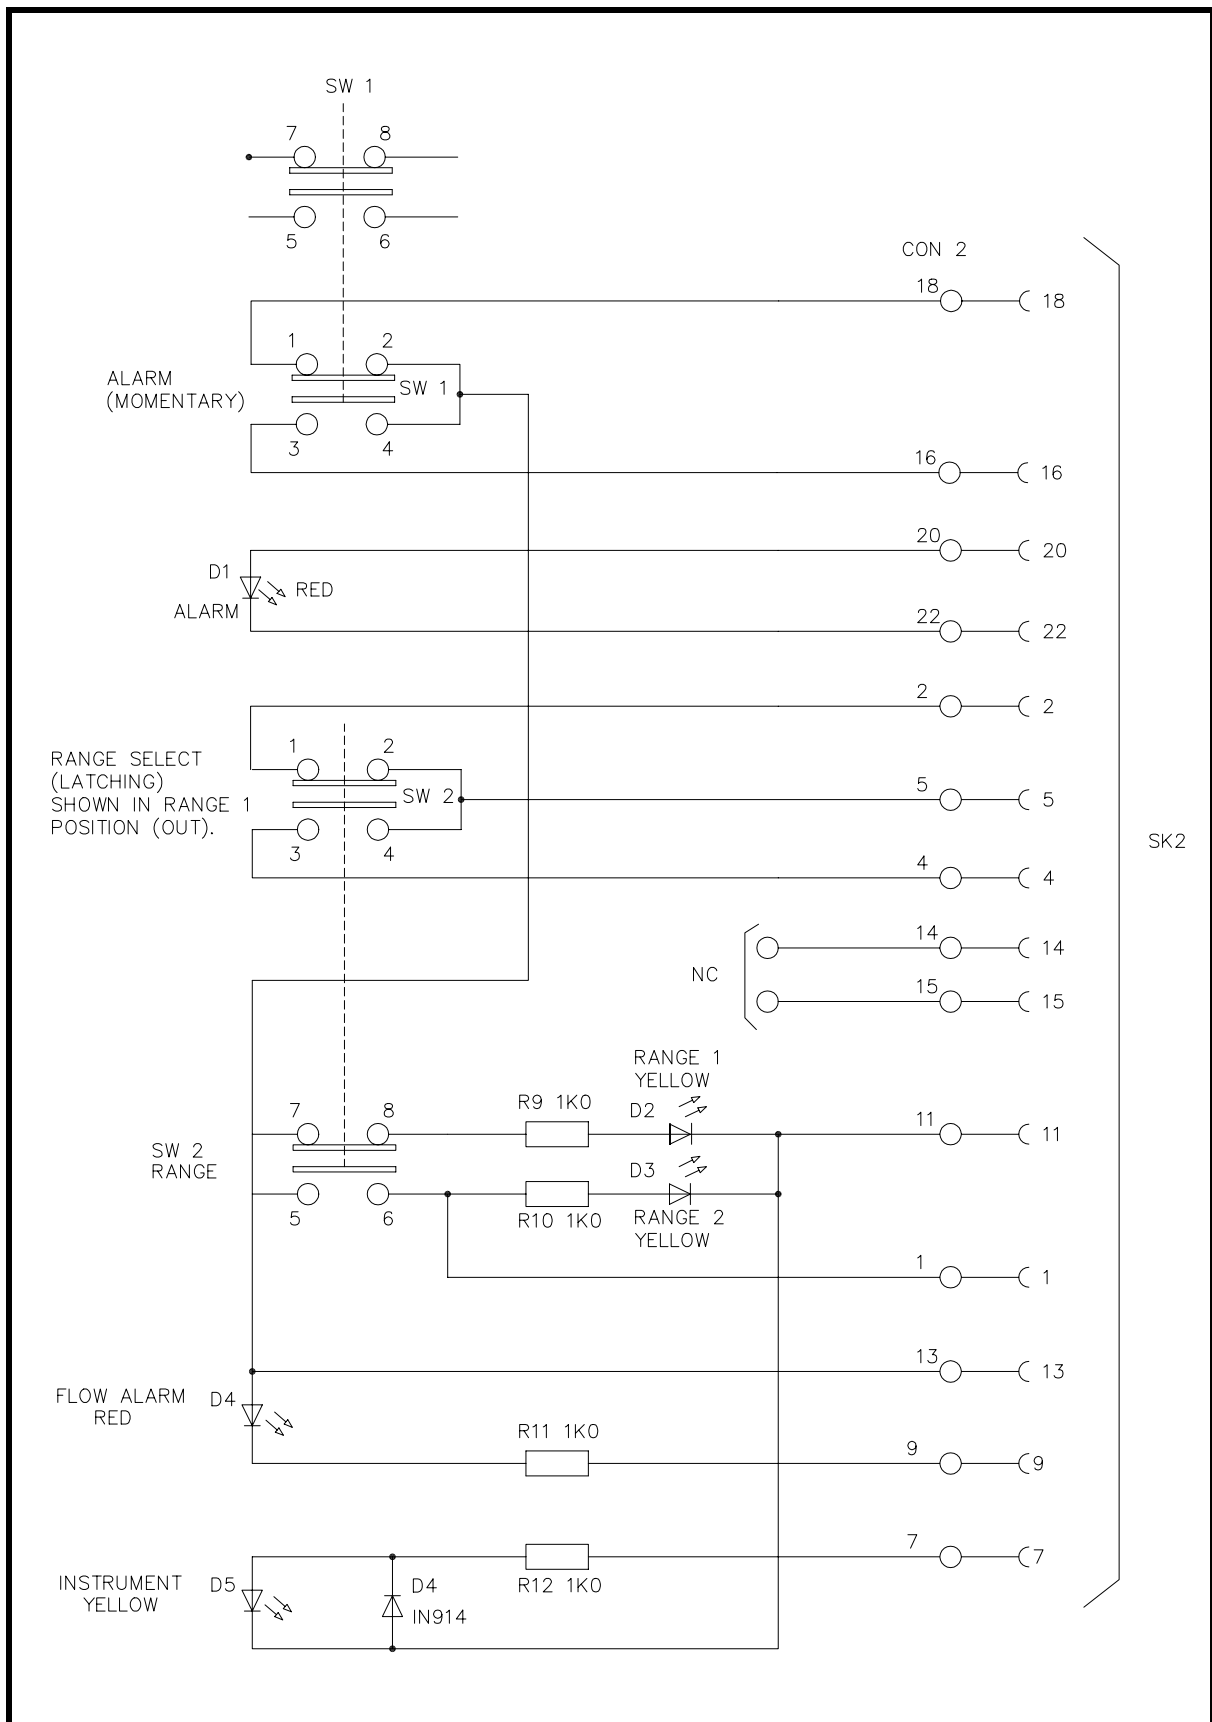 SW 1
7 8
5 6
CON 2
18 18
1 2
ALARM
(MOMENTARY)
SW 1
3 4
16 16
20 20
D1
RED
ALARM
22 22
2 2
1 2
RANGE SELECT
(LATCHING)
SHOWN IN RANGE 1
POSITION (OUT).
SW 2
5 5
3 4
SK2
4 4
14 14
NC
15 15
RANGE 1
YELLOW
R9 1K0
D2
7 8
11 11
SW 2
RANGE
D3
5 6
R10 1K0
RANGE 2
YELLOW
1 1
13 13
FLOW ALARM
RED
D4
R11 1K0
9 9
7 7
INSTRUMENT
YELLOW
D5
D4
IN914
R12 1K0